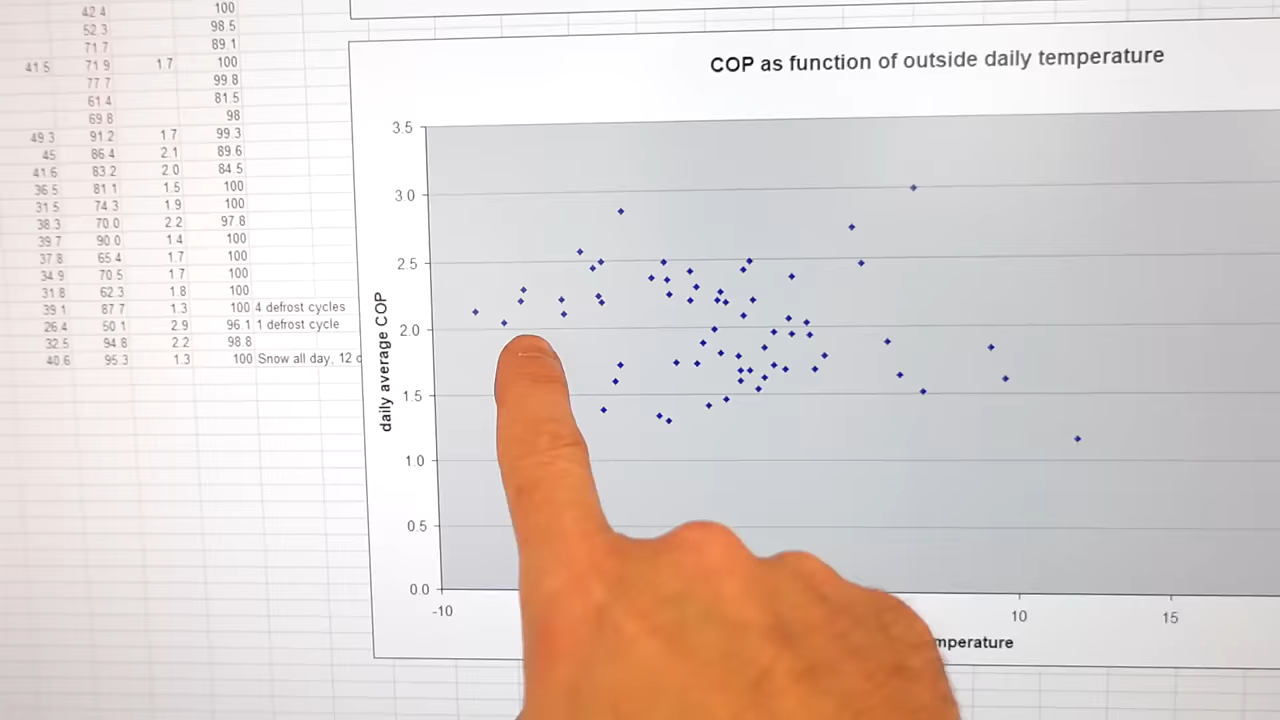 42.4 100
52.3 98.5
71.7 89.1
41.5 71.9 1.7 100
77.7 99.8
61.4 81.5
69.8 98
49.3 91.2 1.7 99.3
45 86.4 2.1 89.6
41.6 83.2 2.0 84.5
36.5 81.1 1.5 100
31.5 74.3 1.9 100
38.3 70.0 2.2 97.8
39.7 90.0 1.4 100
37.8 65.4 1.7 100
34.9 70.5 1.7 100
31.8 62.3 1.8 100
39.1 87.7 1.3 100 4 defrost cycles
26.4 50.1 2.9 96.1 1 defrost cycle
32.5 94.8 2.2 98.8
40.6 95.3 1.3 100 Snow all day, 12
COP as function of outside daily temperature
3.5
3.0
2.5
2.0
1.5
1.0
0.5
0.0
daily average COP
-10 10 15
mperature